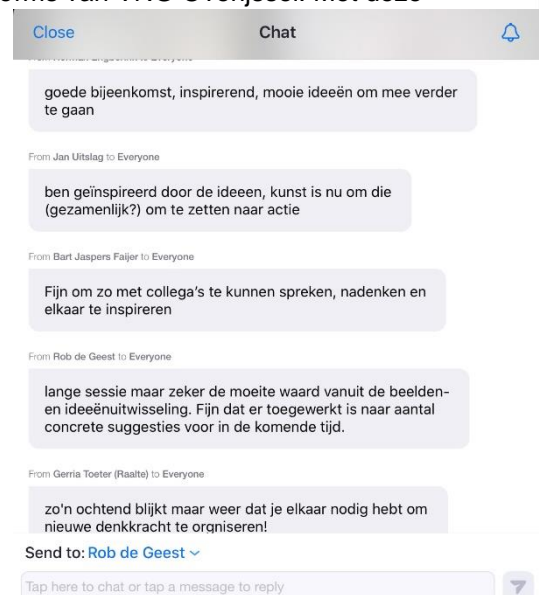 Close Chat
goede bijeenkomst, inspirerend, mooie ideeën om mee verder
te gaan
From Jan Uitslag to Everyone
ben geïnspireerd door de ideeen, kunst is nu om die
(gezamenlijk?) om te zetten naar actie
From Bart Jaspers Faijer to Everyone
Fijn om zo met collega's te kunnen spreken, nadenken en
elkaar te inspireren
From Rob de Geest to Everyone
lange sessie maar zeker de moeite waard vanuit de beelden-
en ideeënuitwisseling. Fijn dat er toegewerkt is naar aantal
concrete suggesties voor in de komende tijd.
From Gerria Toeter (Raalte) to Everyone
zo'n ochtend blijkt maar weer dat je elkaar nodig hebt om
nieuwe denkkracht te orgniseren!
Send to: Rob de Geest
Tap here to chat or tap a message to reply